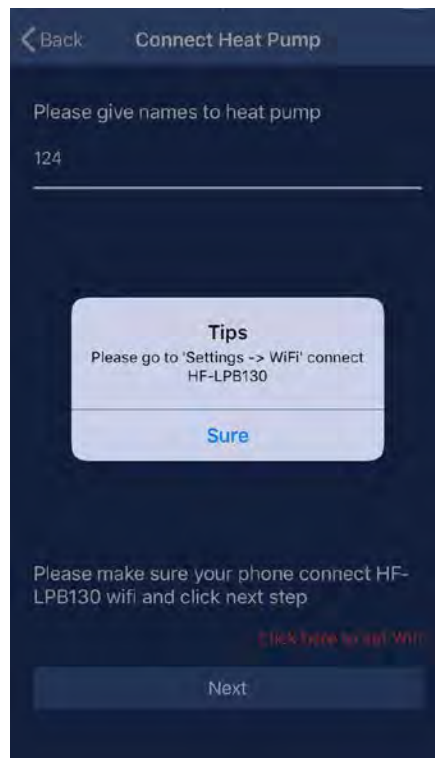 Back
Connect Heat Pump
Please give names to heat pump
124
Tips
Please go to 'Settings -> WiFi' connect
HF-LPB130
Sure
Please make sure your phone connect HF-
LPB130 wifi and click next step
Click here to set Wifi
Next